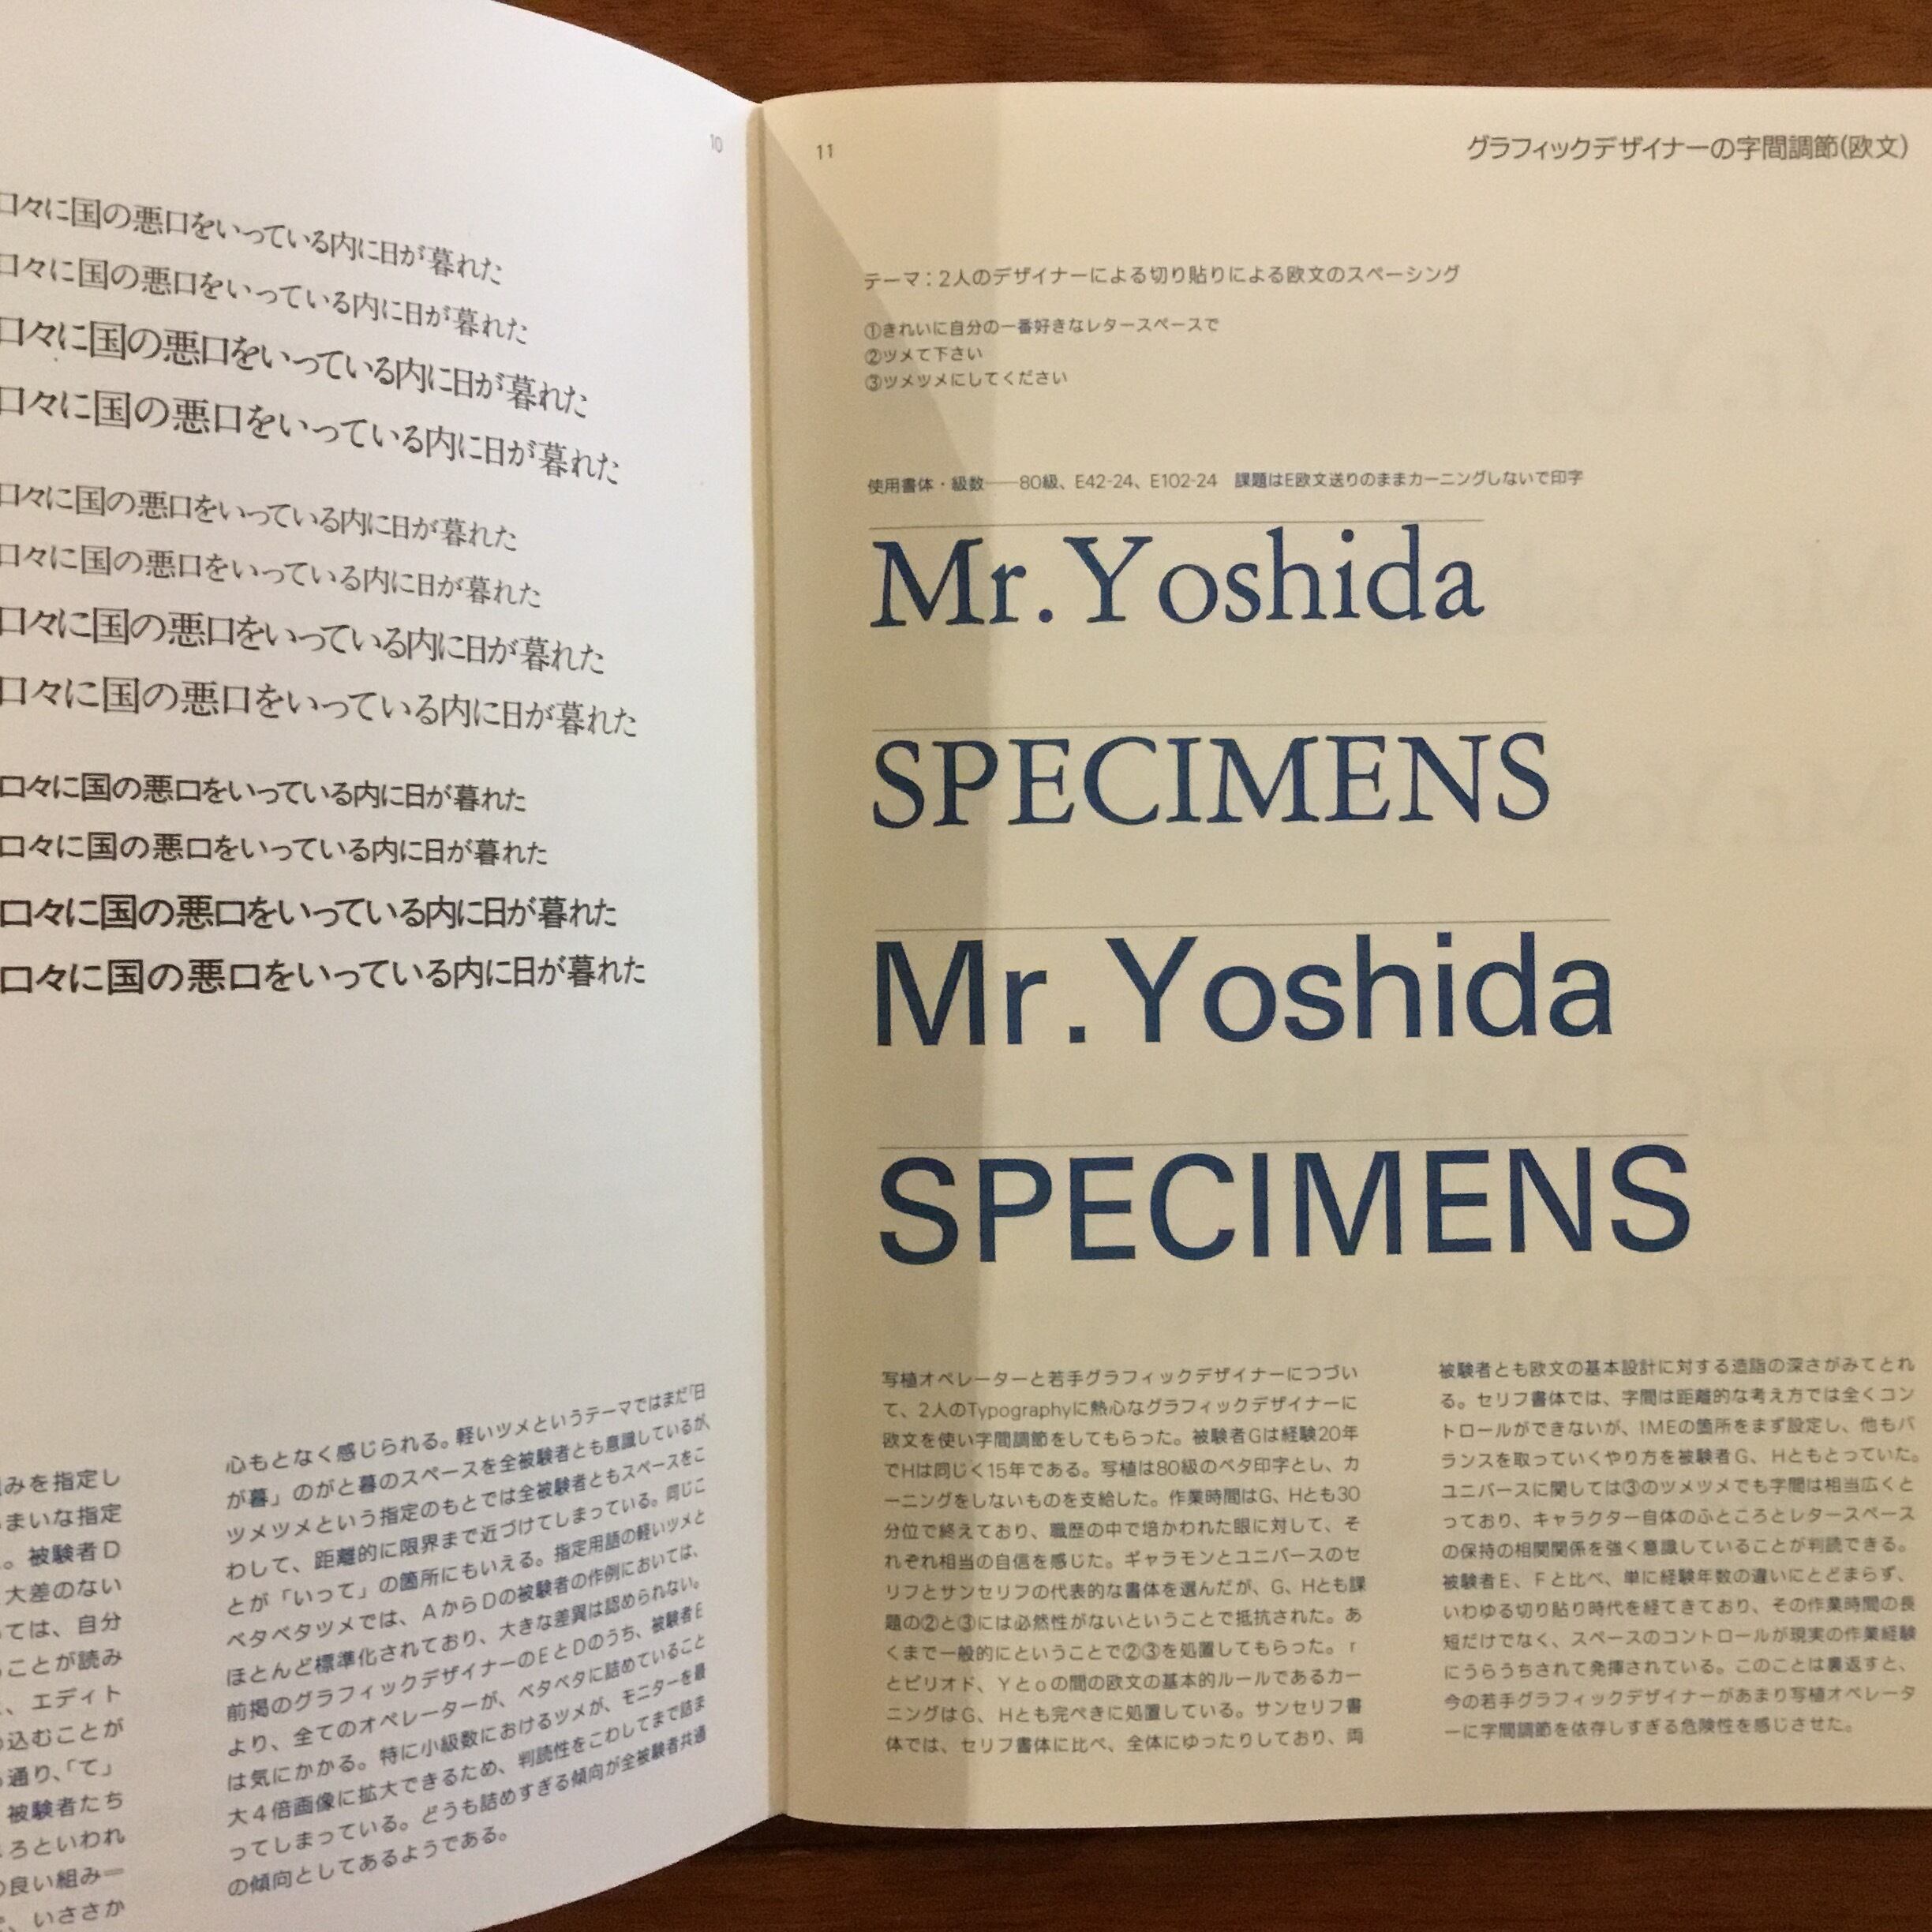 10
口々に国の悪口をいっている内に日が暮れた
口々に国の悪口をいっている内に日が暮れた
口々に国の悪口をいっている内に日が暮れた
口々に国の悪口をいっている内に日が暮れた
口々に国の悪口をいっている内に日が暮れた
口々に国の悪口をいっている内に日が暮れた
口々に国の悪口をいっている内に日が暮れた
口々に国の悪口をいっている内に日が暮れた
口々に国の悪口をいっている内に日が暮れた
口々に国の悪口をいっている内に日が暮れた
口々に国の悪口をいっている内に日が暮れた
口々に国の悪口をいっている内に日が暮れた
みを指定し
まいな指定
。被験者D
大差のない
ては、自分
ことが読み
、エディト
込むことが
通り、「て」
被験者たち
ろといわれ
の良い組み一
、いささか
心もとなく感じられる。軽いツメというテーマではまだ「日
が暮」のがと暮のスペースを全被験者とも意識しているが、
ツメツメという指定のもとでは全被験者ともスペースをこ
わして、距離的に限界まで近づけてしまっている。同じこ
とが「いって」の箇所にもいえる。指定用語の軽いツメと
ベタベタツメでは、AからDの被験者の作例においては、
ほとんど標準化されており、大きな差異は認められない。
前掲のグラフィックデザイナーのEとDのうち、被験者E
より、全てのオペレーターが、ベタベタに詰めていること
は気にかかる。特に小級数におけるツメが、モニターを最
大4倍画像に拡大できるため、判読性をこわしてまで詰ま
ってしまっている。どうも詰めすぎる傾向が全被験者共通
の傾向としてあるようである。
11
グラフィックデザイナーの字間調節(欧文)
テーマ：2人のデザイナーによる切り貼りによる欧文のスペーシング
①きれいに自分の一番好きなレタースペースで
②ツメて下さい
③ツメツメにしてください
使用書体・級数──80級、E42-24、E102-24 課題はE欧文送りのままカーニングしないで印字
Mr.Yoshida
SPECIMENS
Mr.Yoshida
SPECIMENS
写植オペレーターと若手グラフィックデザイナーにつづい
て、2人のTypographyに熱心なグラフィックデザイナーに
欧文を使い字間調節をしてもらった。被験者Gは経験20年
でHは同じく15年である。写植は80級のベタ印字とし、カ
ーニングをしないものを支給した。作業時間はG、Hとも30
分位で終えており、職歴の中で培かわれた眼に対して、そ
れぞれ相当の自信を感じた。ギャラモンとユニバースのセ
リフとサンセリフの代表的な書体を選んだが、G、Hとも課
題の②と③には必然性がないということで抵抗された。あ
くまで一般的にということで②③を処置してもらった。r
とピリオド、Yとoの間の欧文の基本的ルールであるカー
ニングはG、Hとも完ぺきに処置している。サンセリフ書
体では、セリフ書体に比べ、全体にゆったりしており、両
被験者とも欧文の基本設計に対する造詣の深さがみてとれ
る。セリフ書体では、字間は距離的な考え方では全くコン
トロールができないが、IMEの箇所をまず設定し、他もバ
ランスを取っていくやり方を被験者G、Hともとっていた。
ユニバースに関しては③のツメツメでも字間は相当広くと
っており、キャラクター自体のふところとレタースペース
の保持の相関関係を強く意識していることが判読できる。
被験者E、Fと比べ、単に経験年数の違いにとどまらず、
いわゆる切り貼り時代を経てきており、その作業時間の長
短だけでなく、スペースのコントロールが現実の作業経験
にうらうちされて発揮されている。このことは裏返すと、
今の若手グラフィックデザイナーがあまり写植オペレータ
ーに字間調節を依存しすぎる危険性を感じさせた。